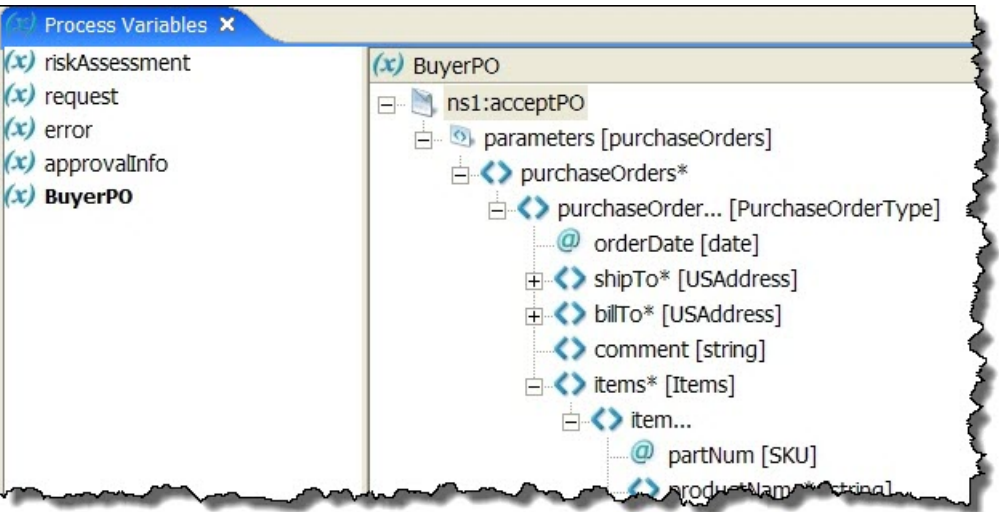 (x) Process Variables
(x) riskAssessment
(x) request
(x) error
(x) approvalInfo
(x) BuyerPO
(x) BuyerPO
ns1:acceptPO
parameters [purchaseOrders]
purchaseOrders*
purchaseOrder... [PurchaseOrderType]
@ orderDate [date]
shipTo* [USAddress]
billTo* [USAddress]
comment [string]
items* [Items]
item...
@ partNum [SKU]
productName*